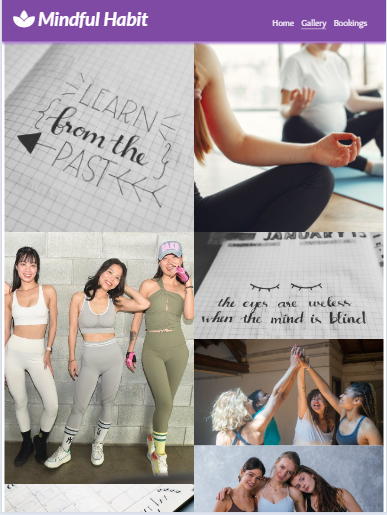 Mindful Habit
Home Gallery Bookings
LEARN
from the
PAST
JANUARY
the eyes are useless
when the mind is blind